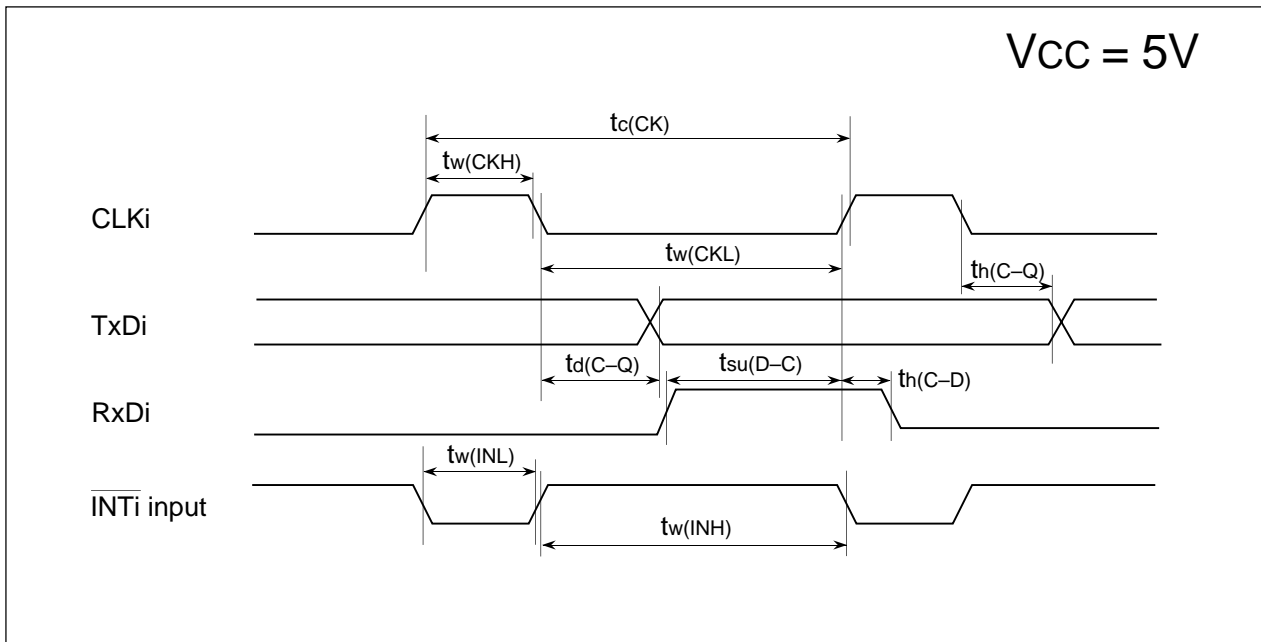 VCC = 5V
tc(CK)
tw(CKH)
CLKi
tw(CKL)
th(C–Q)
TxDi
td(C–Q)
tsu(D–C)
th(C–D)
RxDi
tw(INL)
INTi input
tw(INH)